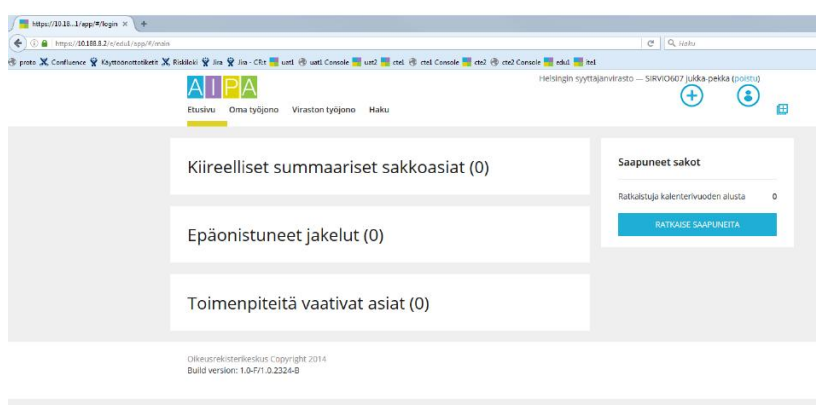 https://10.18...1/app/#/login × +
https://10.188.8.2/e/edu1/app/#/main
Haku
proto Confluence Käyttöönottotiketit Riskiloki Jira Jira - CR:t uat1 uat1 Console uat2 cte1 cte1 Console cte2 cte2 Console edu1 ite1
AIPA
Helsingin syyttäjänvirasto — SIRVIO607 Jukka-pekka (poistu)
Etusivu Oma työjono Viraston työjono Haku
Kiireelliset summaariset sakkoasiat (0)
Saapuneet sakot
Ratkaistuja kalenterivuoden alusta 0
RATKAISE SAAPUNEITA
Epäonistuneet jakelut (0)
Toimenpiteitä vaativat asiat (0)
Oikeusrekisterikeskus Copyright 2014
Build version: 1.0-F/1.0.2324-B